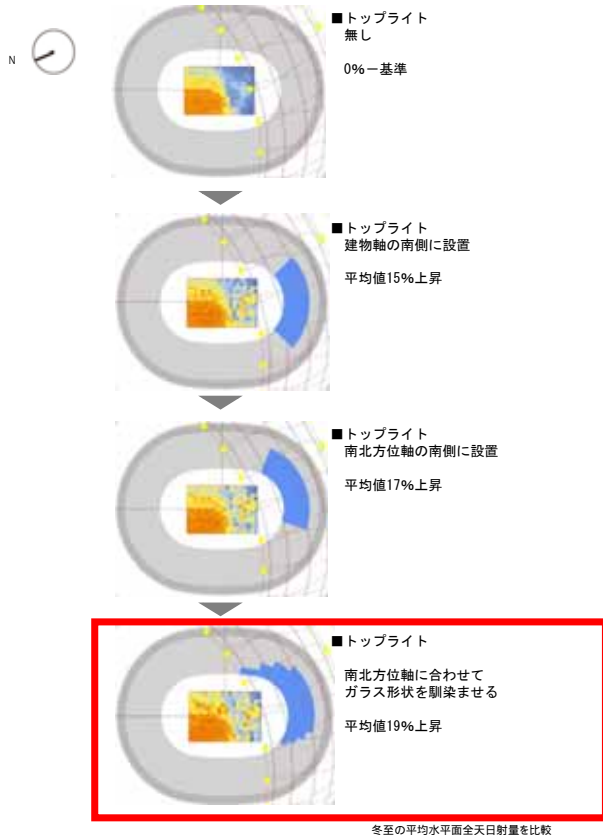 N
■トップライト
無し
0%－基準
■トップライト
建物軸の南側に設置
平均値15%上昇
■トップライト
南北方位軸の南側に設置
平均値17%上昇
■トップライト
南北方位軸に合わせて
ガラス形状を馴染ませる
平均値19%上昇
冬至の平均水平面全天日射量を比較